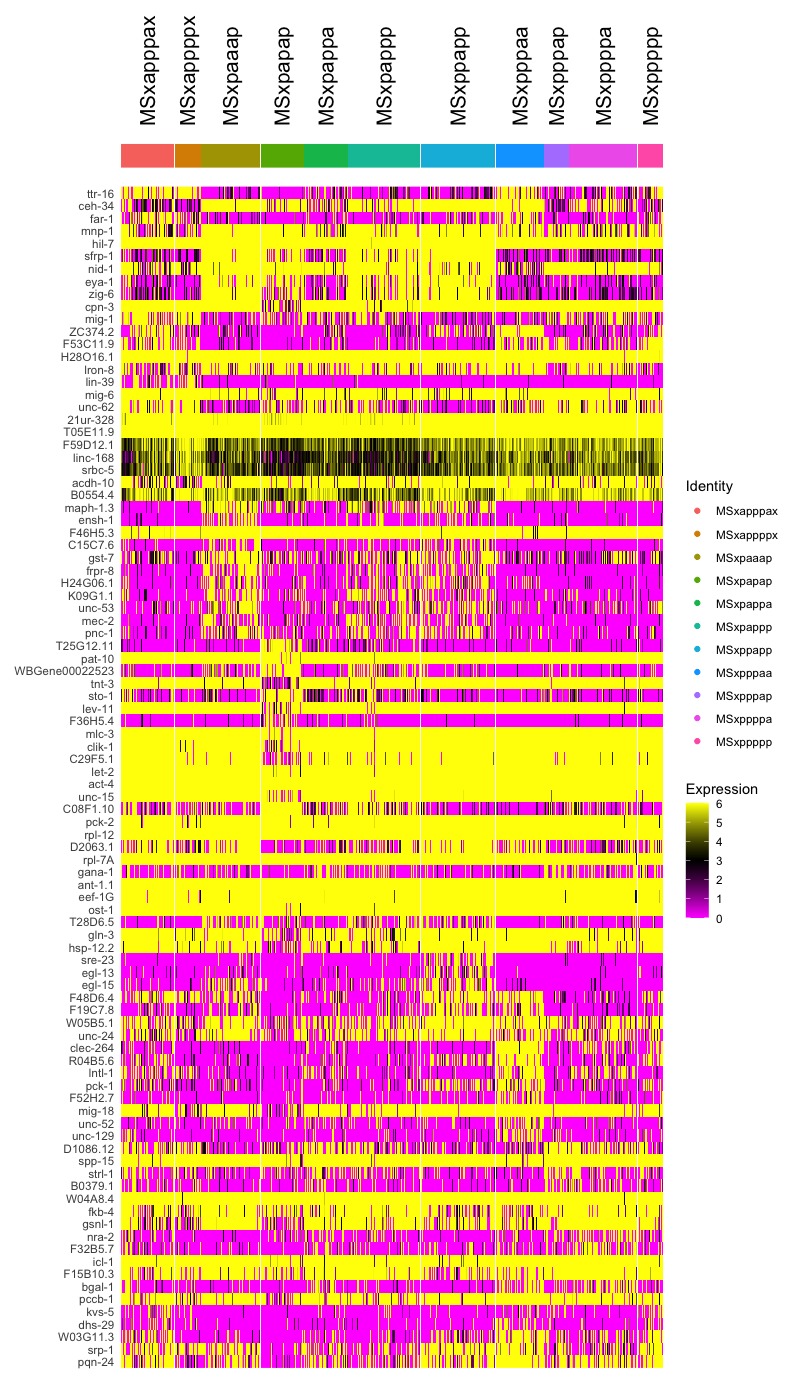 MSxapppax
MSxappppx
MSxpaaap
MSxpapap
MSxpappa
MSxpappp
MSxppapp
MSxpppaa
MSxpppap
MSxppppa
MSxppppp
ttr-16
ceh-34
far-1
mnp-1
hil-7
sfrp-1
nid-1
eya-1
zig-6
cpn-3
mig-1
ZC374.2
F53C11.9
H28O16.1
lron-8
lin-39
mig-6
unc-62
21ur-328
T05E11.9
F59D12.1
linc-168
srbc-5
acdh-10
B0554.4
maph-1.3
ensh-1
F46H5.3
C15C7.6
gst-7
frpr-8
H24G06.1
K09G1.1
unc-53
mec-2
pnc-1
T25G12.11
pat-10
WBGene00022523
tnt-3
sto-1
lev-11
F36H5.4
mlc-3
clik-1
C29F5.1
let-2
act-4
unc-15
C08F1.10
pck-2
rpl-12
D2063.1
rpl-7A
gana-1
ant-1.1
eef-1G
ost-1
T28D6.5
gln-3
hsp-12.2
sre-23
egl-13
egl-15
F48D6.4
F19C7.8
W05B5.1
unc-24
clec-264
R04B5.6
lntl-1
pck-1
F52H2.7
mig-18
unc-52
unc-129
D1086.12
spp-15
strl-1
B0379.1
W04A8.4
fkb-4
gsnl-1
nra-2
F32B5.7
icl-1
F15B10.3
bgal-1
pccb-1
kvs-5
dhs-29
W03G11.3
srp-1
pqn-24
Identity
MSxapppax
MSxappppx
MSxpaaap
MSxpapap
MSxpappa
MSxpappp
MSxppapp
MSxpppaa
MSxpppap
MSxppppa
MSxppppp
Expression
6
5
4
3
2
1
0